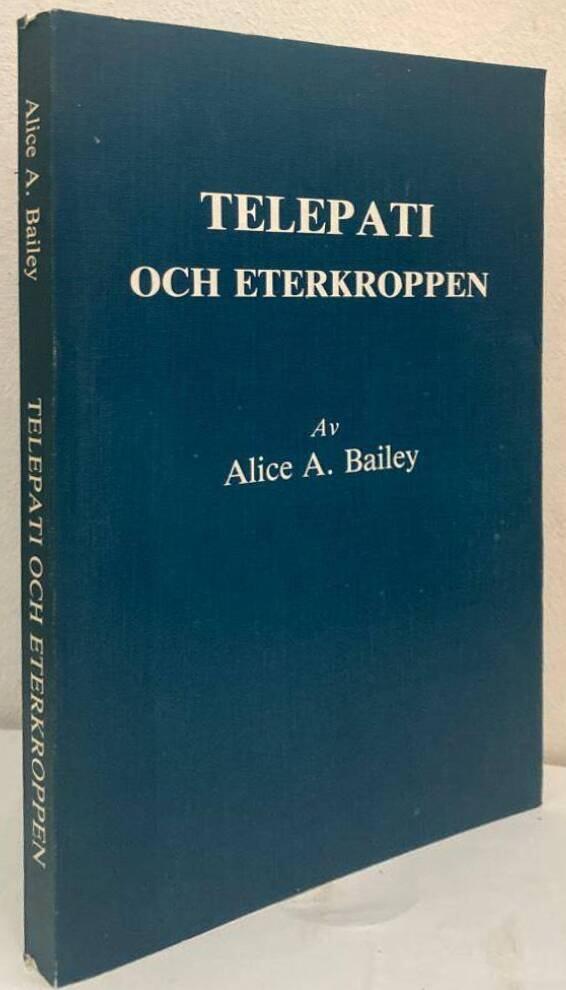 TELEPATI
OCH ETERKROPPEN
Av
Alice A. Bailey
Alice A. Bailey
TELEPATI OCH ETERKROPPEN